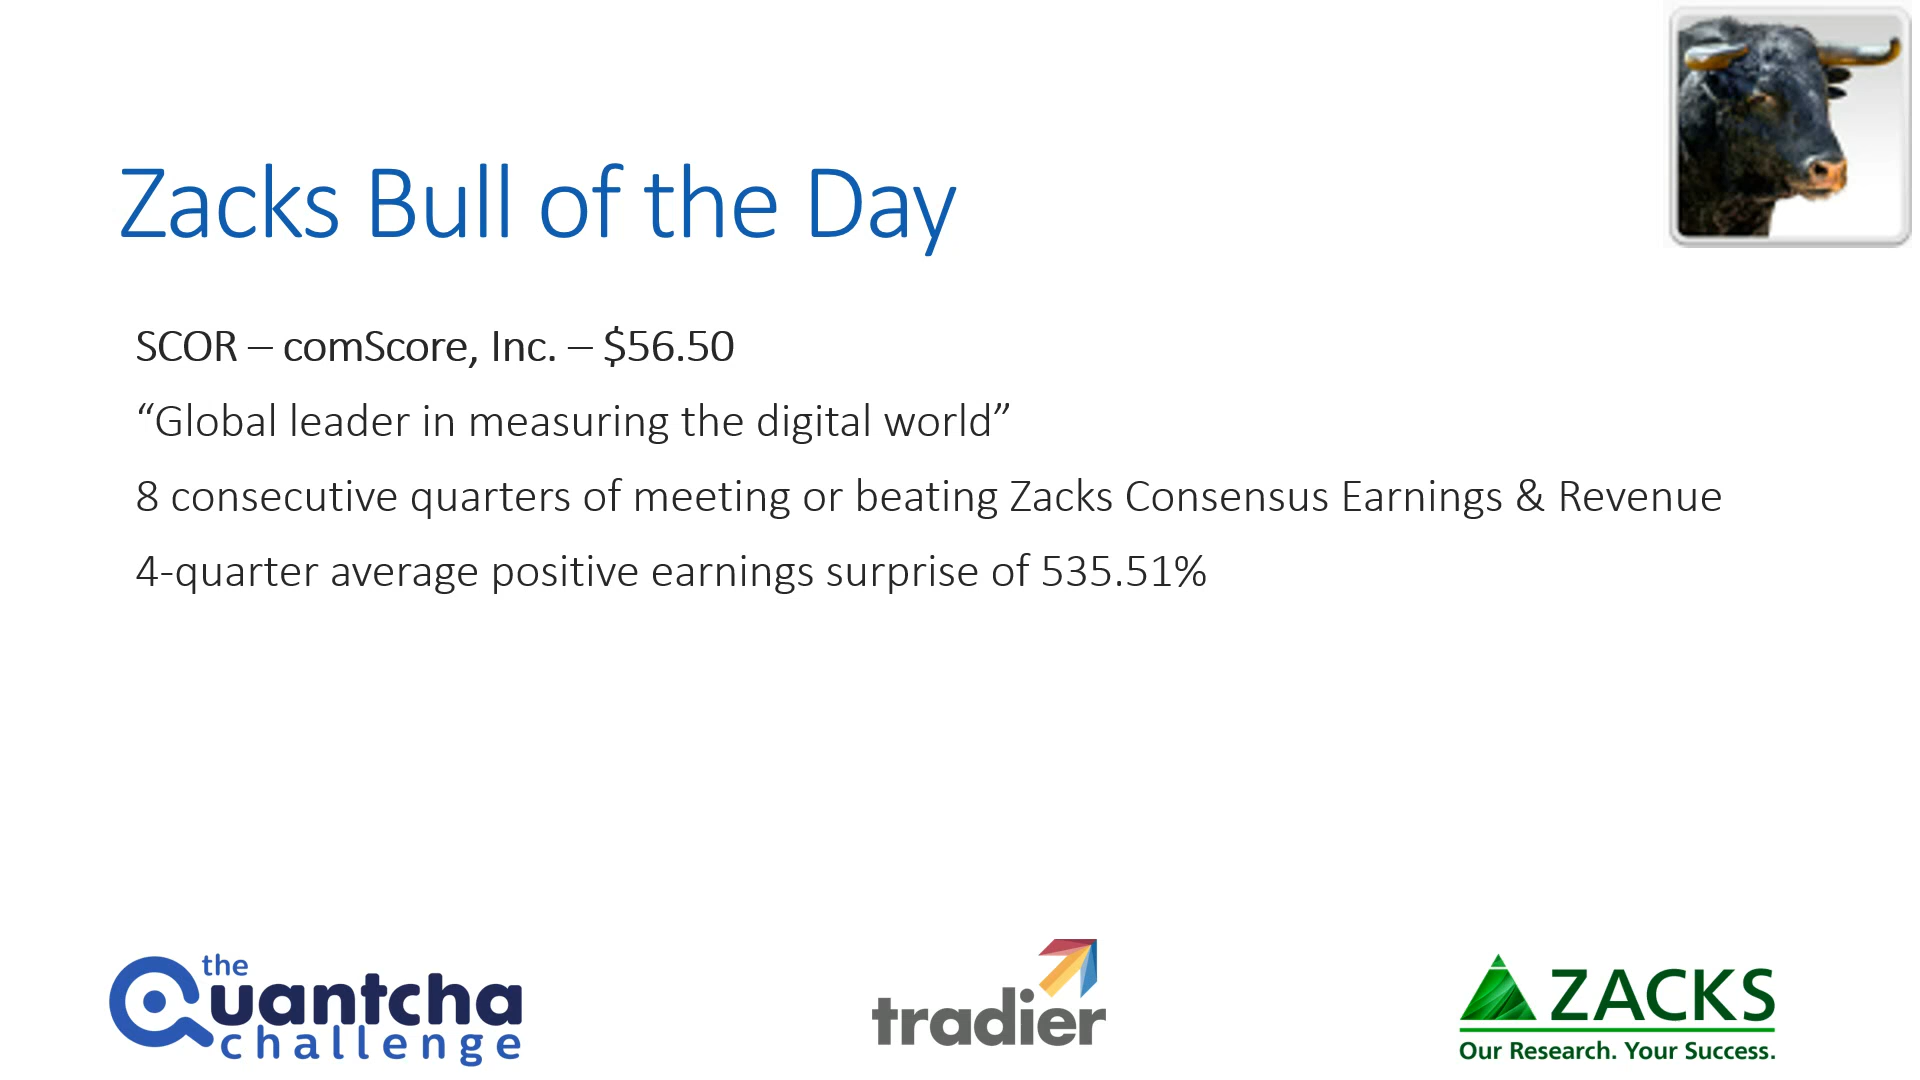 Zacks Bull of the Day
SCOR – comScore, Inc. – $56.50
“Global leader in measuring the digital world”
8 consecutive quarters of meeting or beating Zacks Consensus Earnings & Revenue
4-quarter average positive earnings surprise of 535.51%
the
Quantcha
challenge
tradier
ZACKS
Our Research. Your Success.